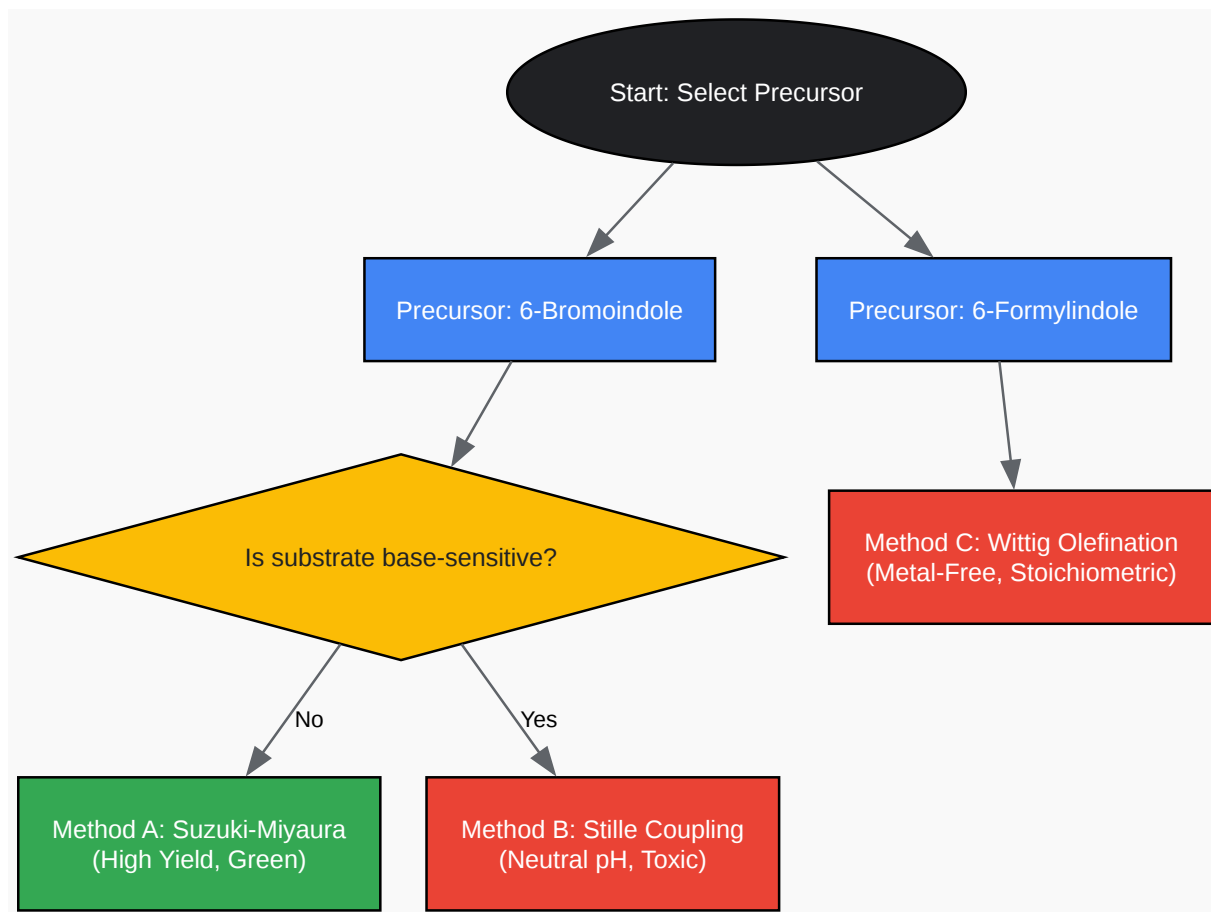 Start: Select Precursor
Precursor: 6-Bromoindole
Precursor: 6-Formylindole
Is substrate base-sensitive?
Method C: Wittig Olefination
(Metal-Free, Stoichiometric)
No
Yes
Method A: Suzuki-Miyaura
(High Yield, Green)
Method B: Stille Coupling
(Neutral pH, Toxic)